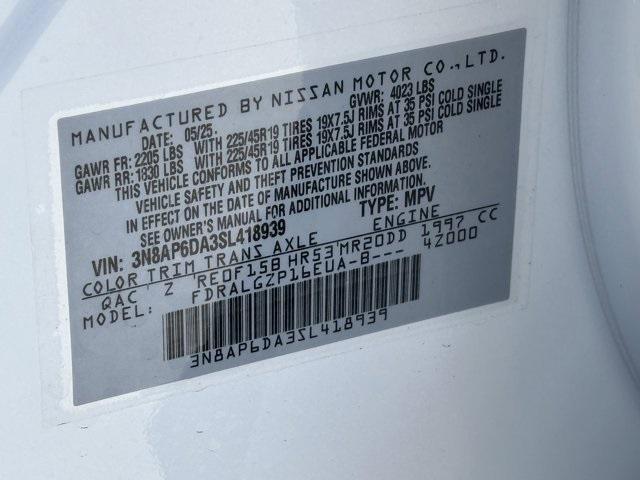 MANUFACTURED BY NISSAN MOTOR CO.,LTD.
DATE: 05/25. GVWR: 4023 LBS
GAWR FR: 2205 LBS WITH 225/45R19 TIRES 19X7.5J RIMS AT 35 PSI COLD SINGLE
GAWR RR: 1830 LBS WITH 225/45R19 TIRES 19X7.5J RIMS AT 35 PSI COLD SINGLE
THIS VEHICLE CONFORMS TO ALL APPLICABLE FEDERAL MOTOR
VEHICLE SAFETY AND THEFT PREVENTION STANDARDS
IN EFFECT ON THE DATE OF MANUFACTURE SHOWN ABOVE.
SEE OWNER'S MANUAL FOR ADDITIONAL INFORMATION.
VIN: 3N8AP6DA3SL418939 TYPE: MPV
COLOR TRIM TRANS AXLE ENGINE
QAC Z RE0F15B HR53 MR20DD 1997 CC
MODEL: FDRALGZP16EUA-B--- 42000
3N8AP6DA3SL418939